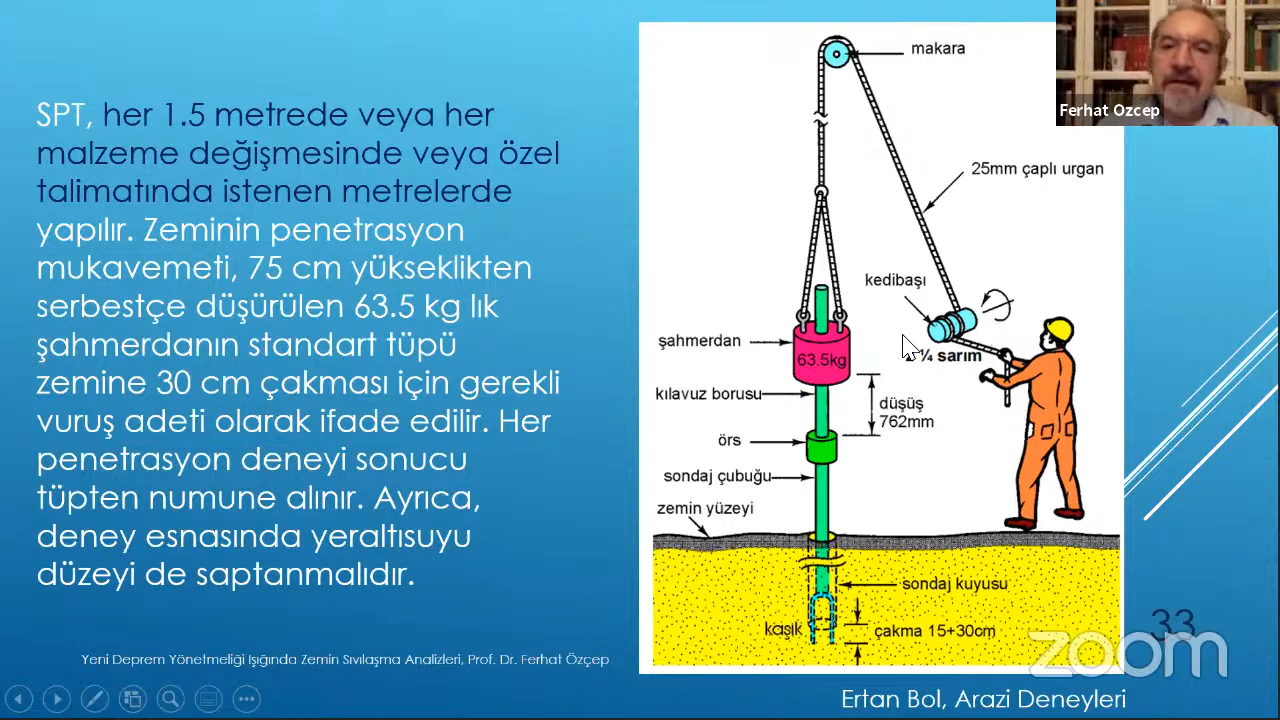 SPT, her 1.5 metrede veya her
malzeme değişmesinde veya özel
talimatında istenen metrelerde
yapılır. Zeminin penetrasyon
mukavemeti, 75 cm yükseklikten
serbestçe düşürülen 63.5 kg lık
şahmerdanın standart tüpü
zemine 30 cm çakması için gerekli
vuruş adeti olarak ifade edilir. Her
penetrasyon deneyi sonucu
tüpten numune alınır. Ayrıca,
deney esnasında yeraltısuyu
düzeyi de saptanmalıdır.
Yeni Deprem Yönetmeliği Işığında Zemin Sıvılaşma Analizleri, Prof. Dr. Ferhat Özçep
makara
25mm çaplı urgan
kedibaşı
¼ sarım
şahmerdan
63.5kg
kılavuz borusu
düşüş
762mm
örs
sondaj çubuğu
zemin yüzeyi
sondaj kuyusu
kaşık
çakma 15+30cm
Ertan Bol, Arazi Deneyleri
33
zoom
Ferhat Ozcep